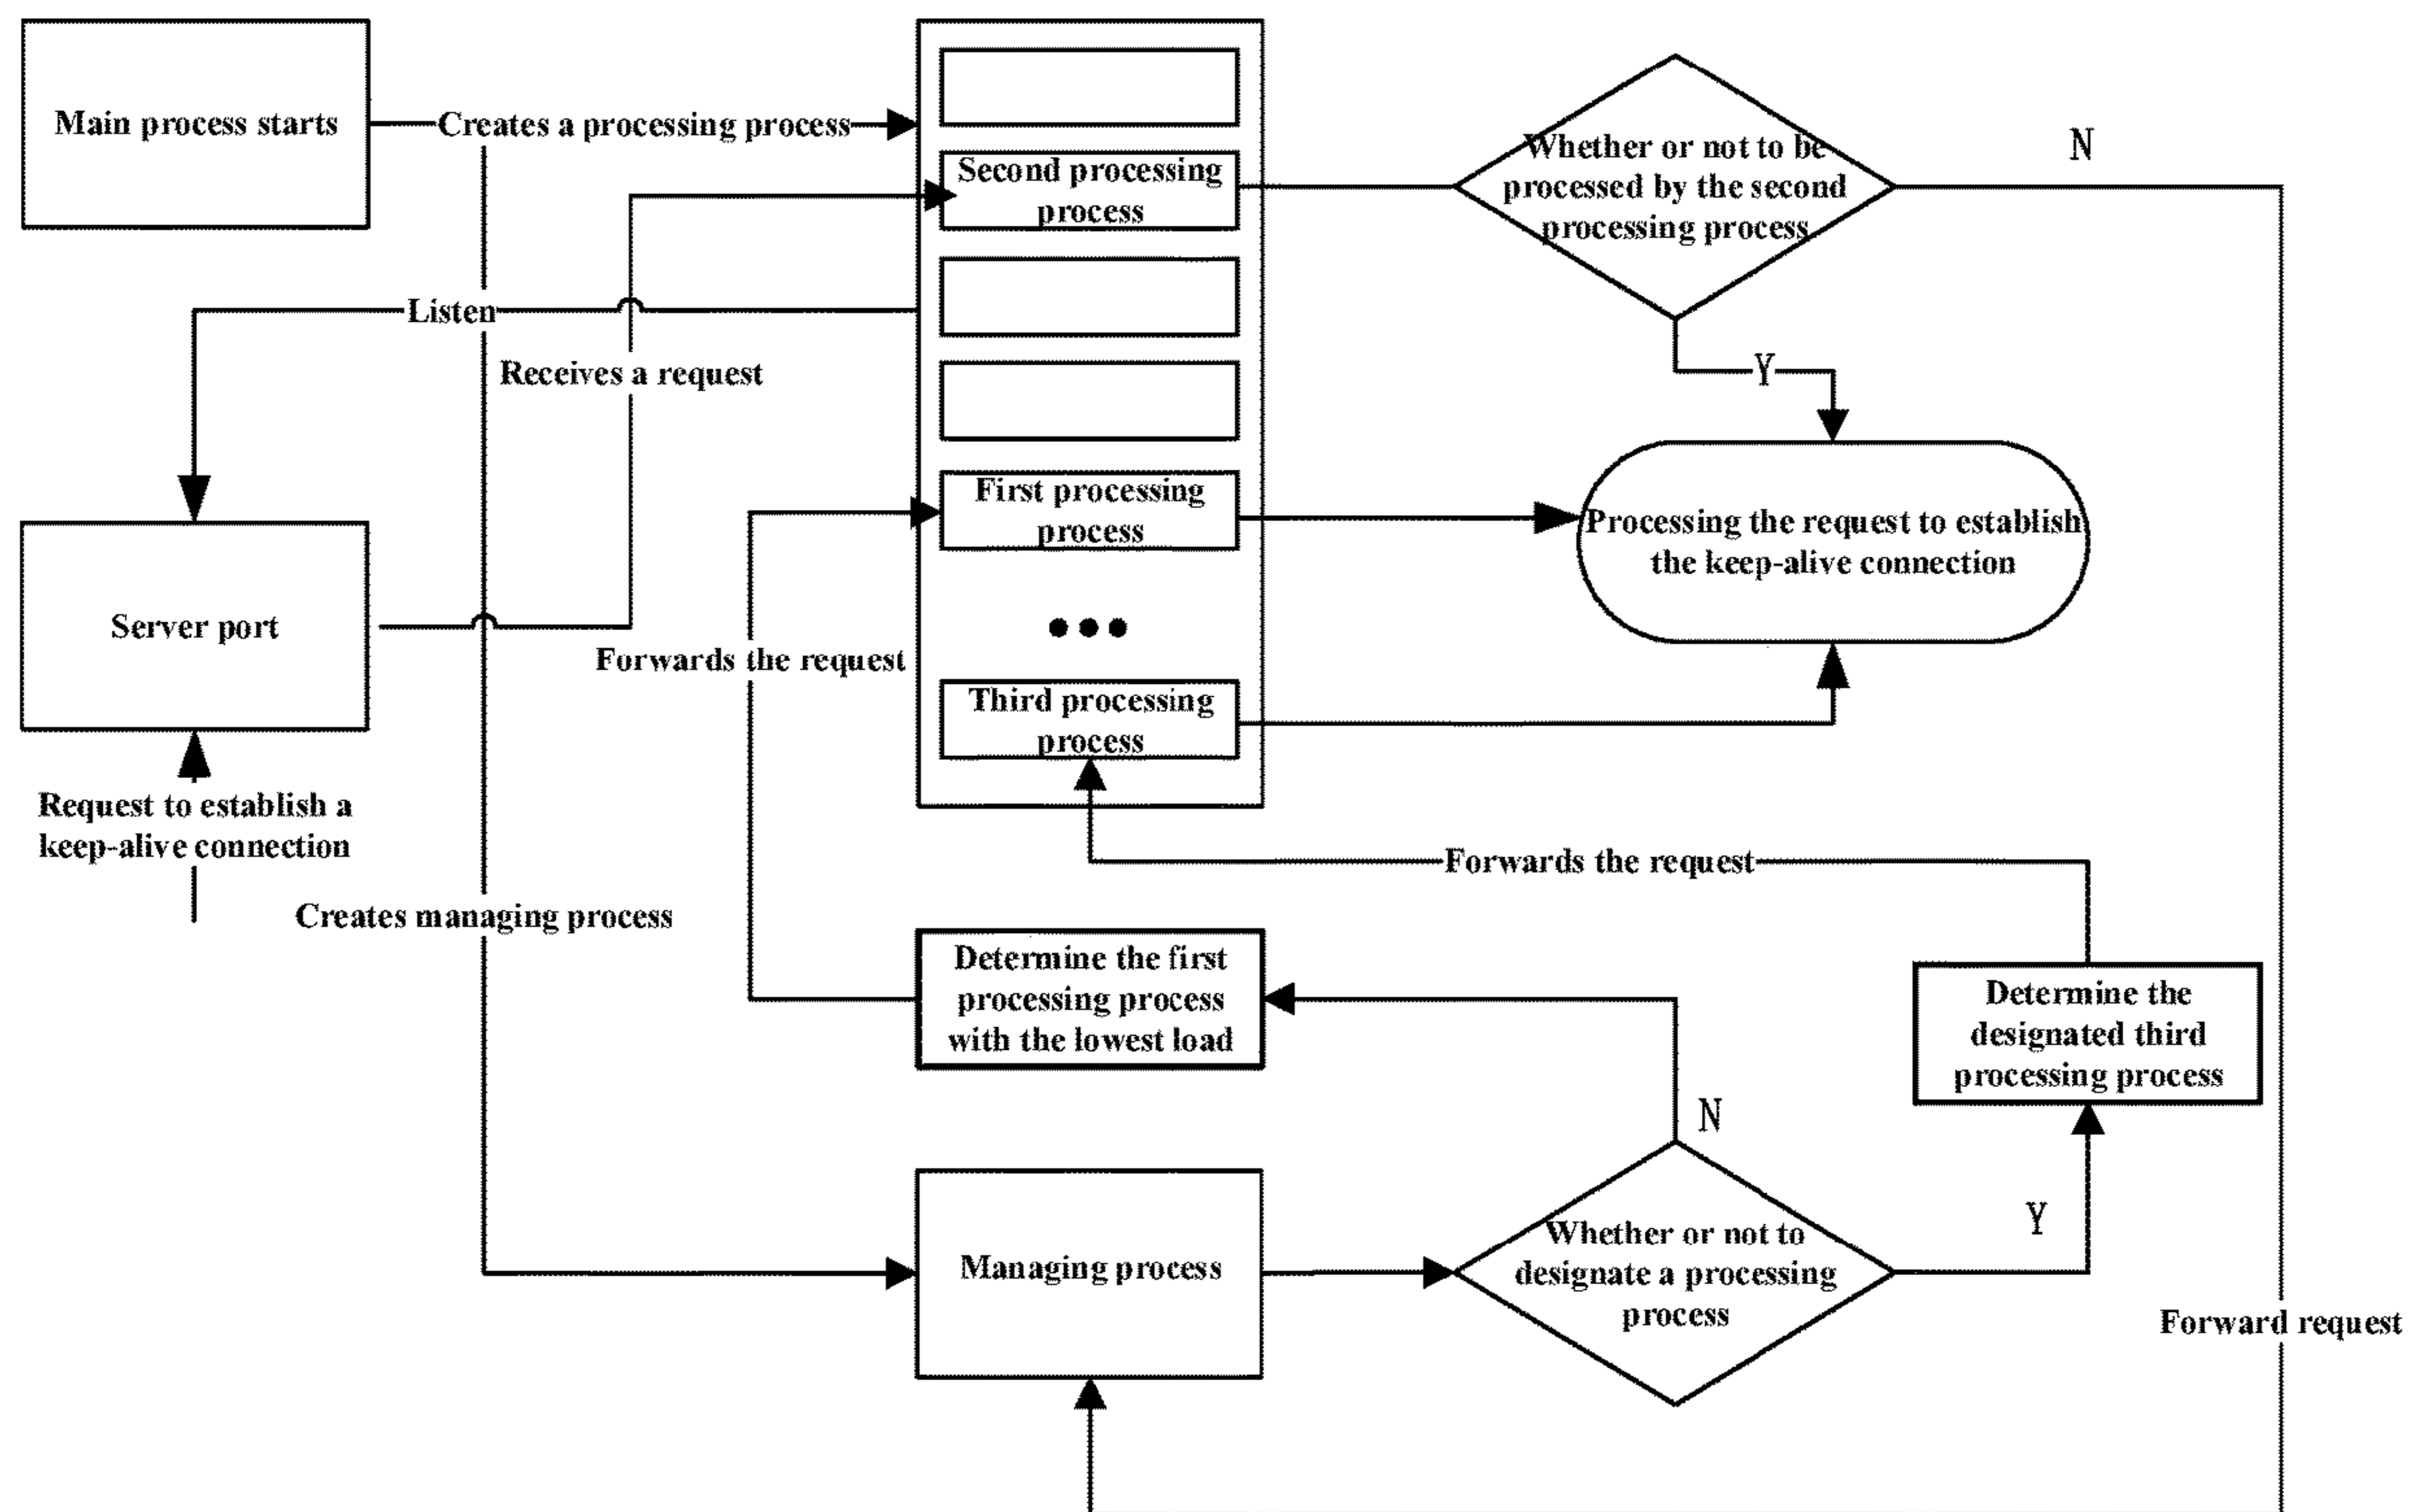 Main process starts
Creates a processing process
Second processing
process
Whether or not to be
processed by the second
processing process
N
Listen
Receives a request
Y
First processing
process
Processing the request to establish
the keep-alive connection
Server port
Forwards the request
Third processing
process
Request to establish a
keep-alive connection
Forwards the request
Creates managing process
Determine the first
processing process
with the lowest load
Determine the
designated third
processing process
N
Managing process
Whether or not to
designate a processing
process
Y
Forward request